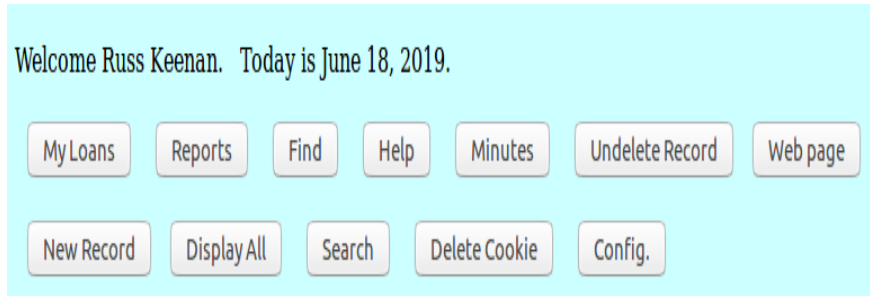 Welcome Russ Keenan. Today is June 18, 2019.
My Loans Reports Find Help Minutes Undelete Record Web page
New Record Display All Search Delete Cookie Config.